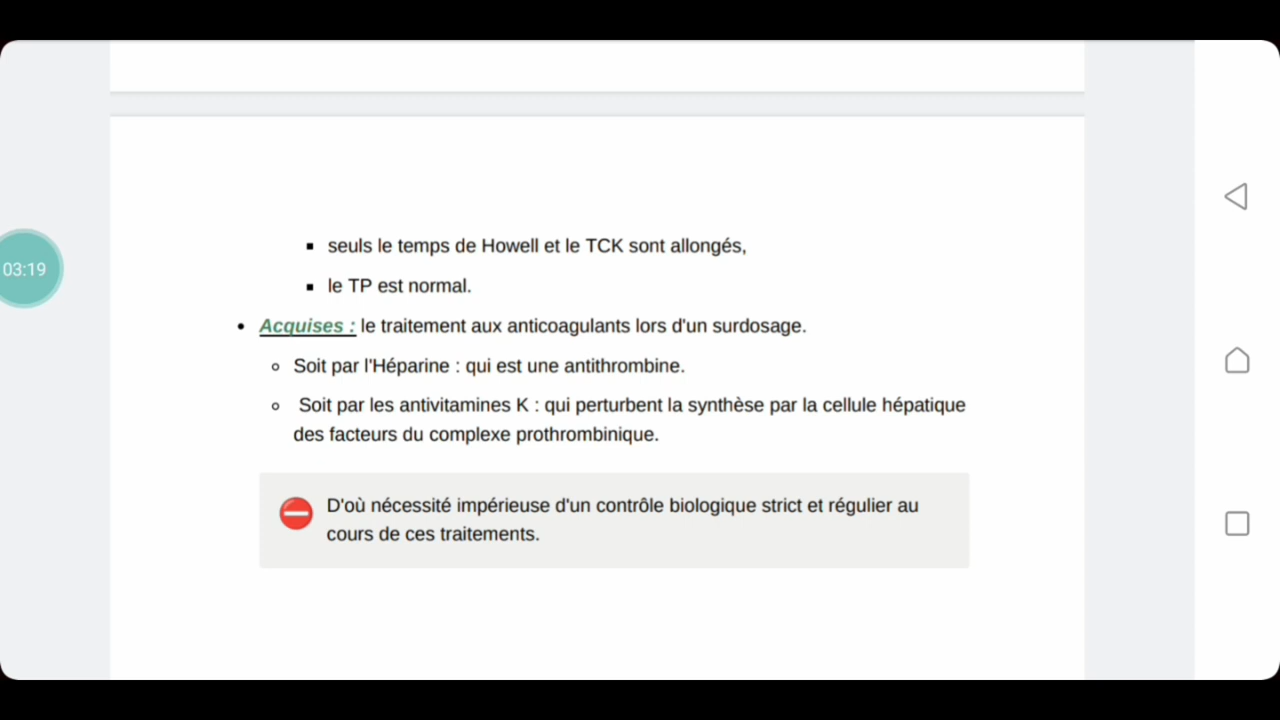 seuls le temps de Howell et le TCK sont allongés,
le TP est normal.
03:19
Acquises : le traitement aux anticoagulants lors d'un surdosage.
Soit par l'Héparine : qui est une antithrombine.
Soit par les antivitamines K : qui perturbent la synthèse par la cellule hépatique
des facteurs du complexe prothrombinique.
D'où nécessité impérieuse d'un contrôle biologique strict et régulier au
cours de ces traitements.